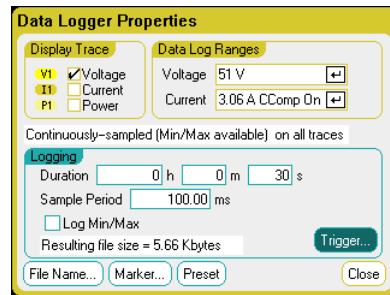 Data Logger Properties
Display Trace
Data Log Ranges
V1 Voltage
I1 Current
P1 Power
Voltage 51 V
Current 3.06 A CComp On
Continuously-sampled (Min/Max available) on all traces
Logging
Duration 0 h 0 m 30 s
Sample Period 100.00 ms
Log Min/Max
Resulting file size = 5.66 Kbytes
Trigger...
File Name... Marker... Preset Close